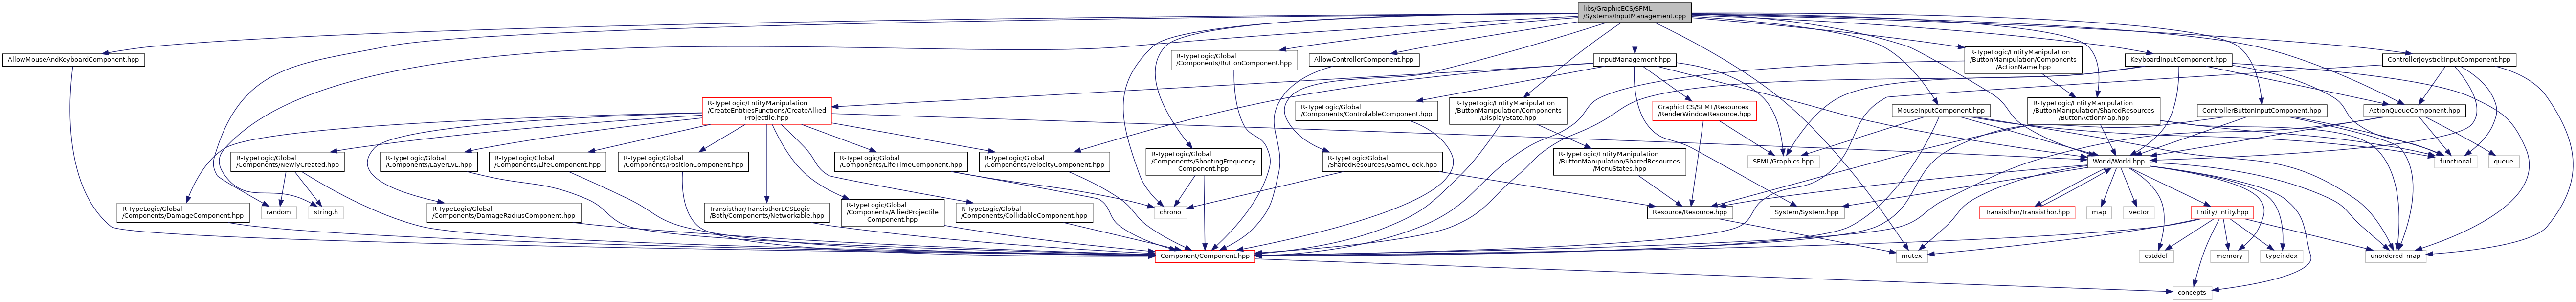 libs/GraphicECS/SFML
/Systems/InputManagement.cpp
AllowMouseAndKeyboardComponent.hpp
R-TypeLogic/Global
/Components/ButtonComponent.hpp
AllowControllerComponent.hpp
InputManagement.hpp
R-TypeLogic/EntityManipulation
/ButtonManipulation/Components
/ActionName.hpp
KeyboardInputComponent.hpp
ControllerJoystickInputComponent.hpp
R-TypeLogic/EntityManipulation
/CreateEntitiesFunctions/CreateAllied
Projectile.hpp
R-TypeLogic/Global
/Components/ControlableComponent.hpp
R-TypeLogic/EntityManipulation
/ButtonManipulation/Components
/DisplayState.hpp
GraphicECS/SFML/Resources
/RenderWindowResource.hpp
MouseInputComponent.hpp
R-TypeLogic/EntityManipulation
/ButtonManipulation/SharedResources
/ButtonActionMap.hpp
ControllerButtonInputComponent.hpp
ActionQueueComponent.hpp
R-TypeLogic/Global
/Components/NewlyCreated.hpp
R-TypeLogic/Global
/Components/LayerLvL.hpp
R-TypeLogic/Global
/Components/LifeComponent.hpp
R-TypeLogic/Global
/Components/PositionComponent.hpp
R-TypeLogic/Global
/Components/LifeTimeComponent.hpp
R-TypeLogic/Global
/Components/VelocityComponent.hpp
R-TypeLogic/Global
/Components/ShootingFrequency
Component.hpp
R-TypeLogic/Global
/SharedResources/GameClock.hpp
R-TypeLogic/EntityManipulation
/ButtonManipulation/SharedResources
/MenuStates.hpp
SFML/Graphics.hpp
World/World.hpp
functional
queue
R-TypeLogic/Global
/Components/DamageComponent.hpp
random
string.h
R-TypeLogic/Global
/Components/DamageRadiusComponent.hpp
Transisthor/TransisthorECSLogic
/Both/Components/Networkable.hpp
R-TypeLogic/Global
/Components/AlliedProjectile
Component.hpp
R-TypeLogic/Global
/Components/CollidableComponent.hpp
chrono
Resource/Resource.hpp
System/System.hpp
Transisthor/Transisthor.hpp
map
vector
Entity/Entity.hpp
Component/Component.hpp
mutex
cstddef
memory
typeindex
unordered_map
concepts